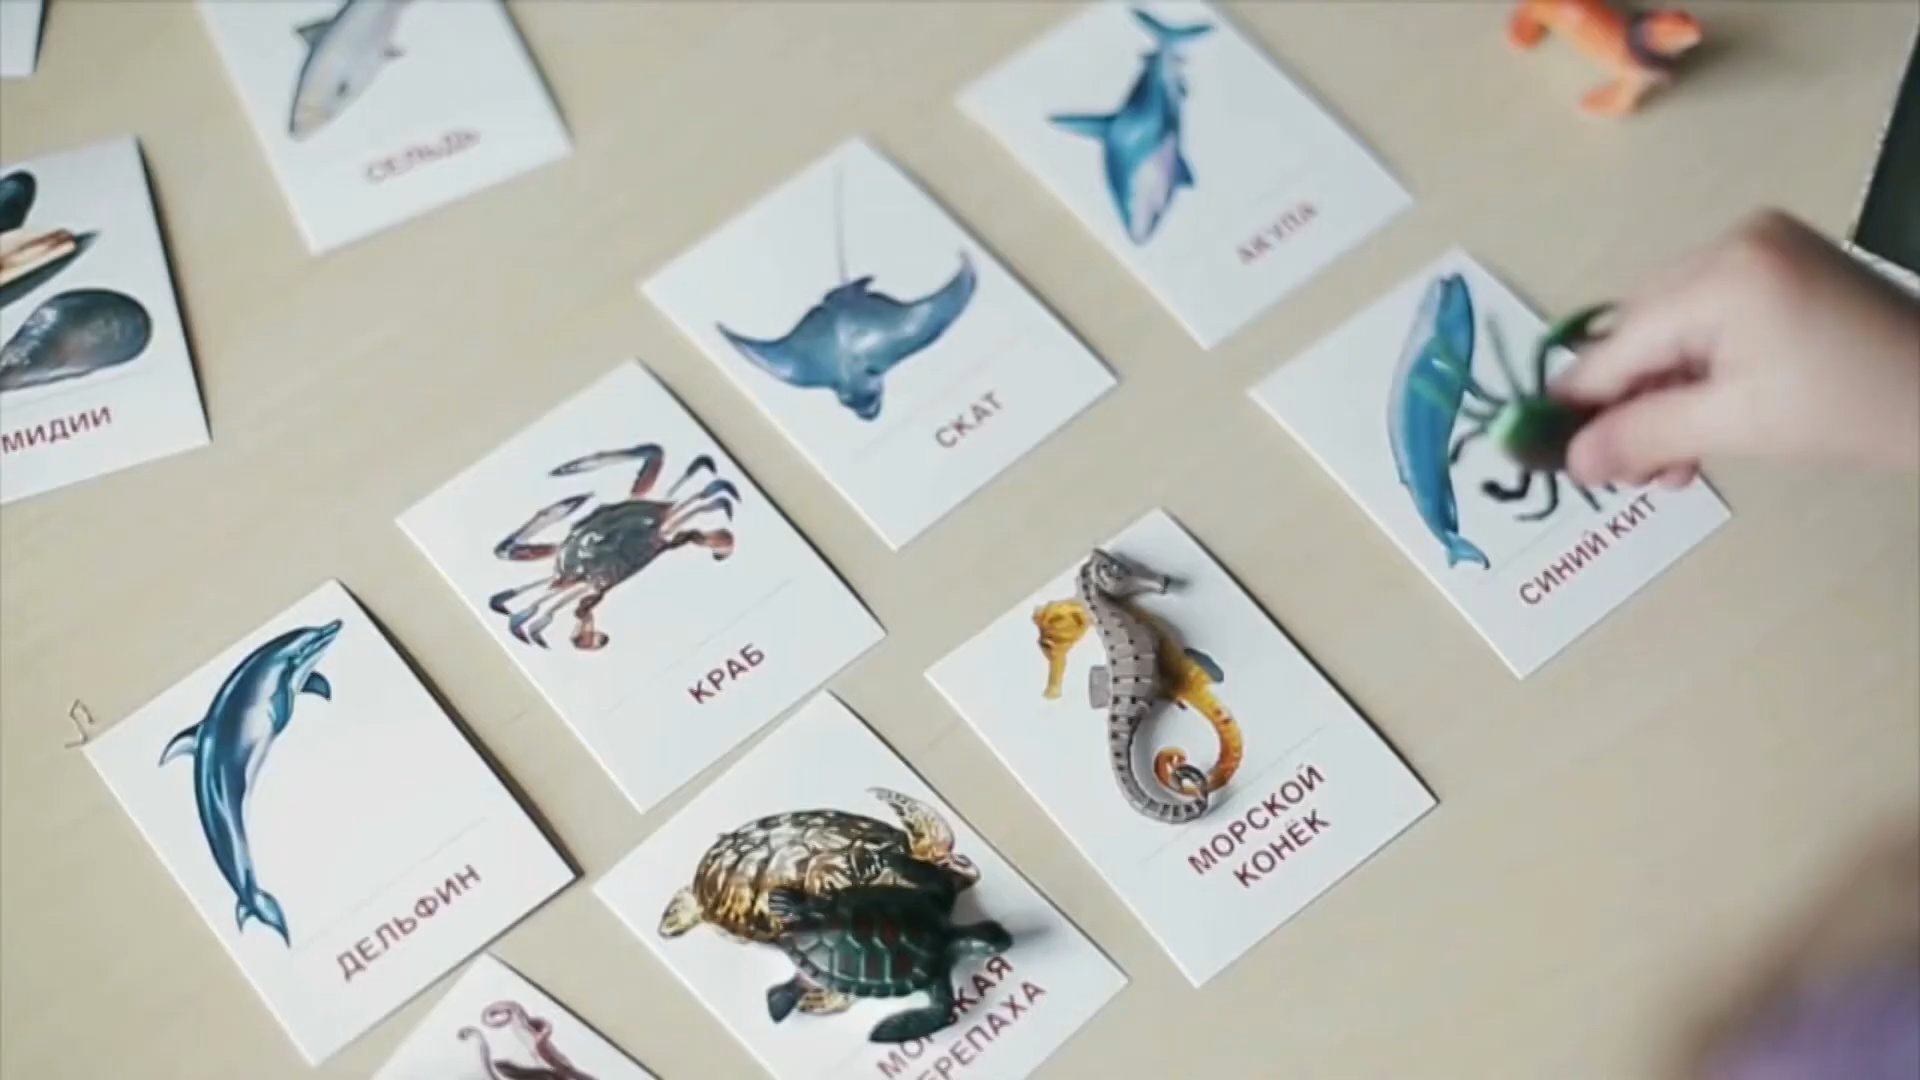 СЕЛЬДЬ
АКУЛА
МИДИИ
СКАТ
СИНИЙ КИТ
КРАБ
МОРСКОЙ
КОНЁК
ДЕЛЬФИН